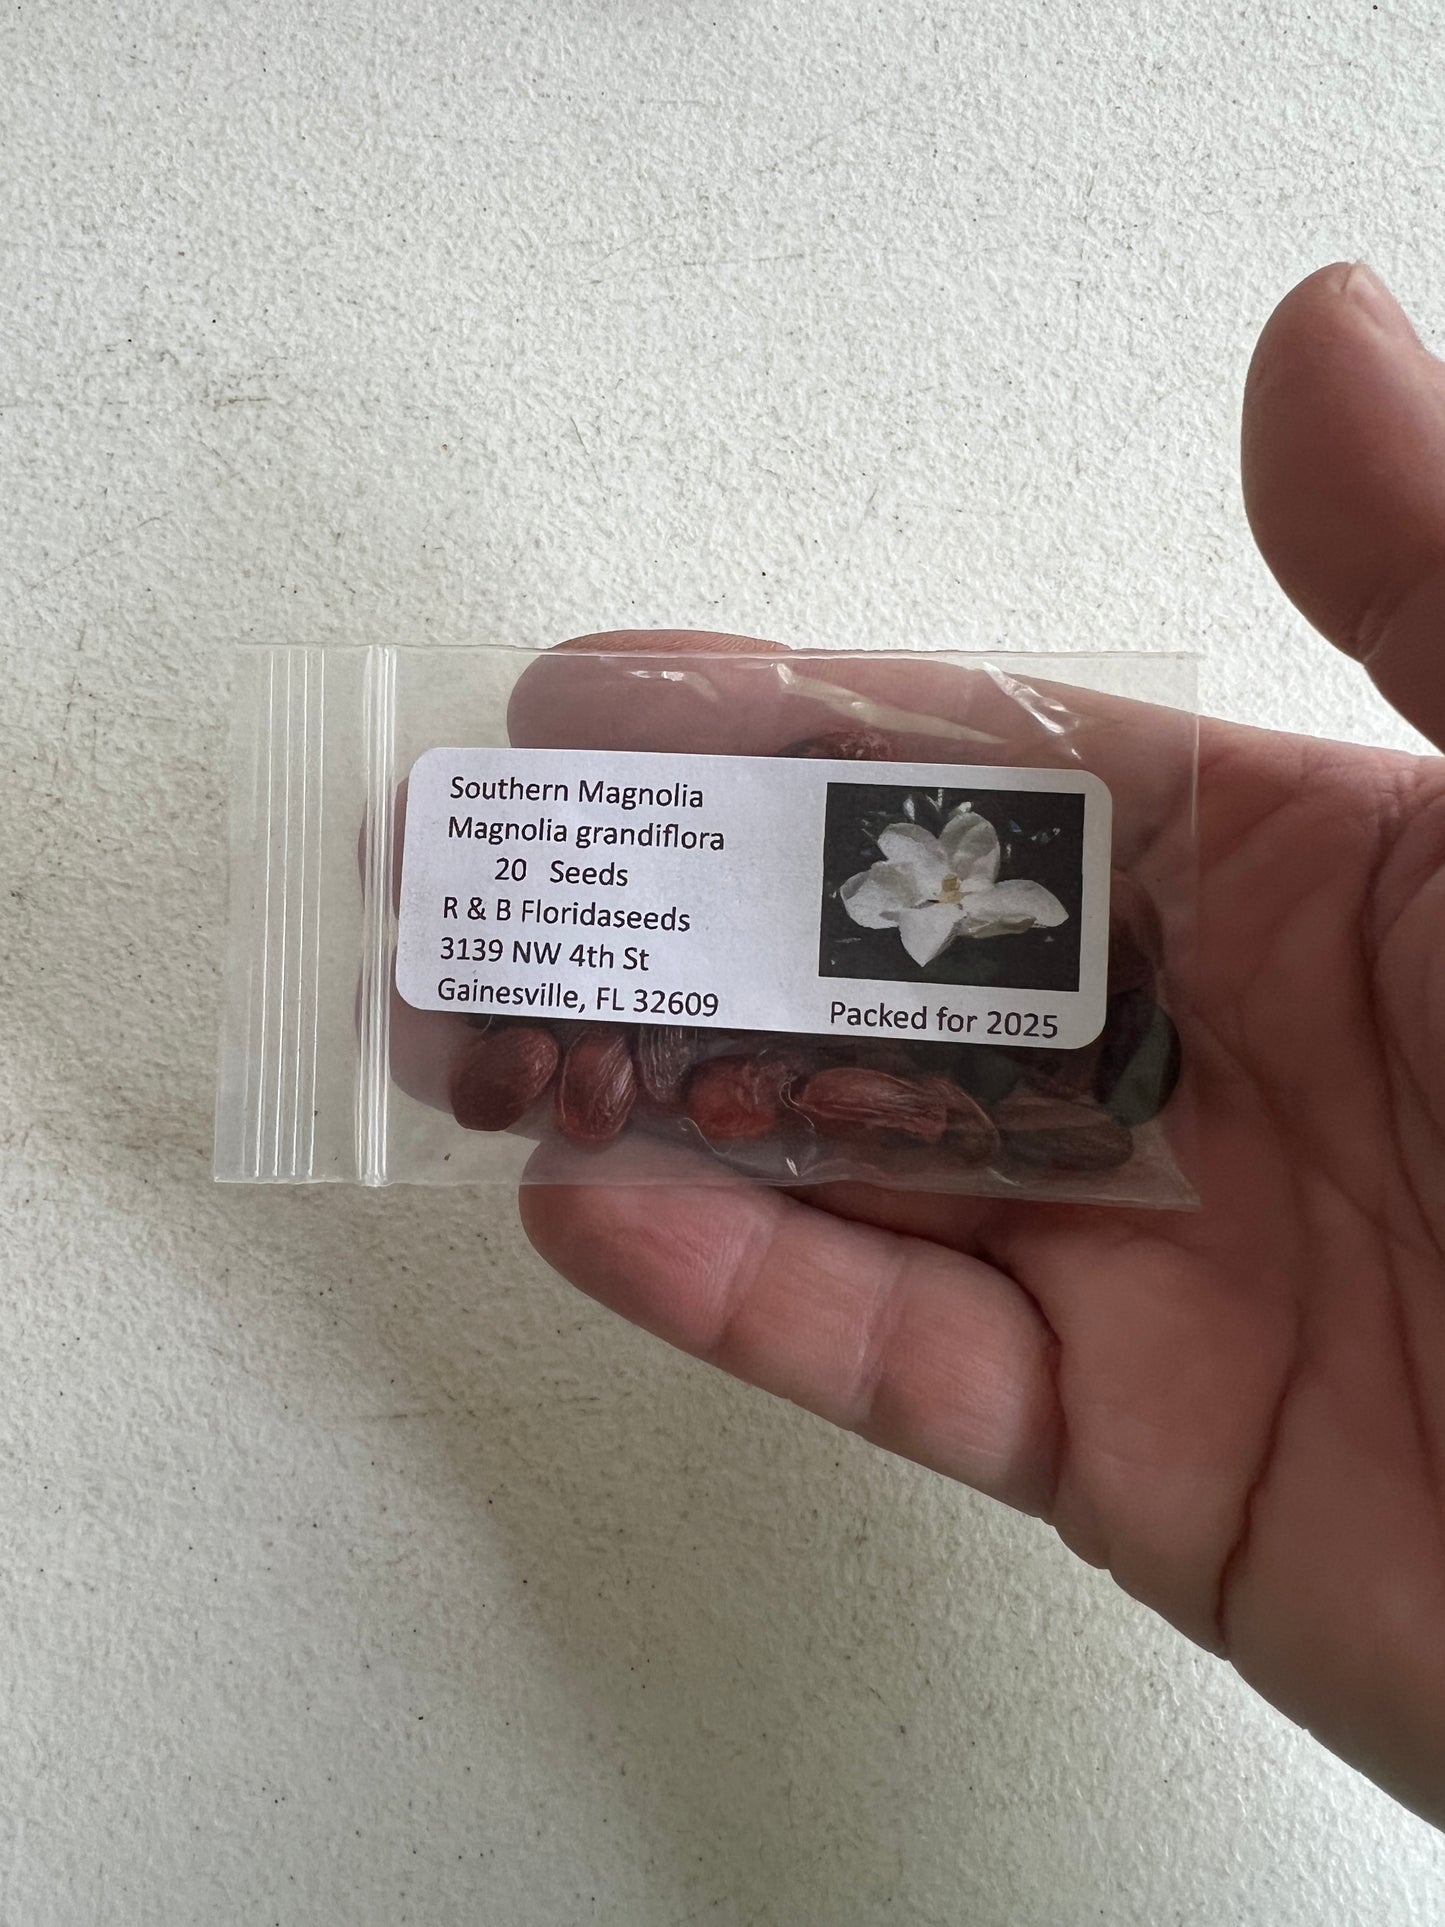 Southern Magnolia
Magnolia grandiflora
20 Seeds
R & B Floridaseeds
3139 NW 4th St
Gainesville, FL 32609
Packed for 2025